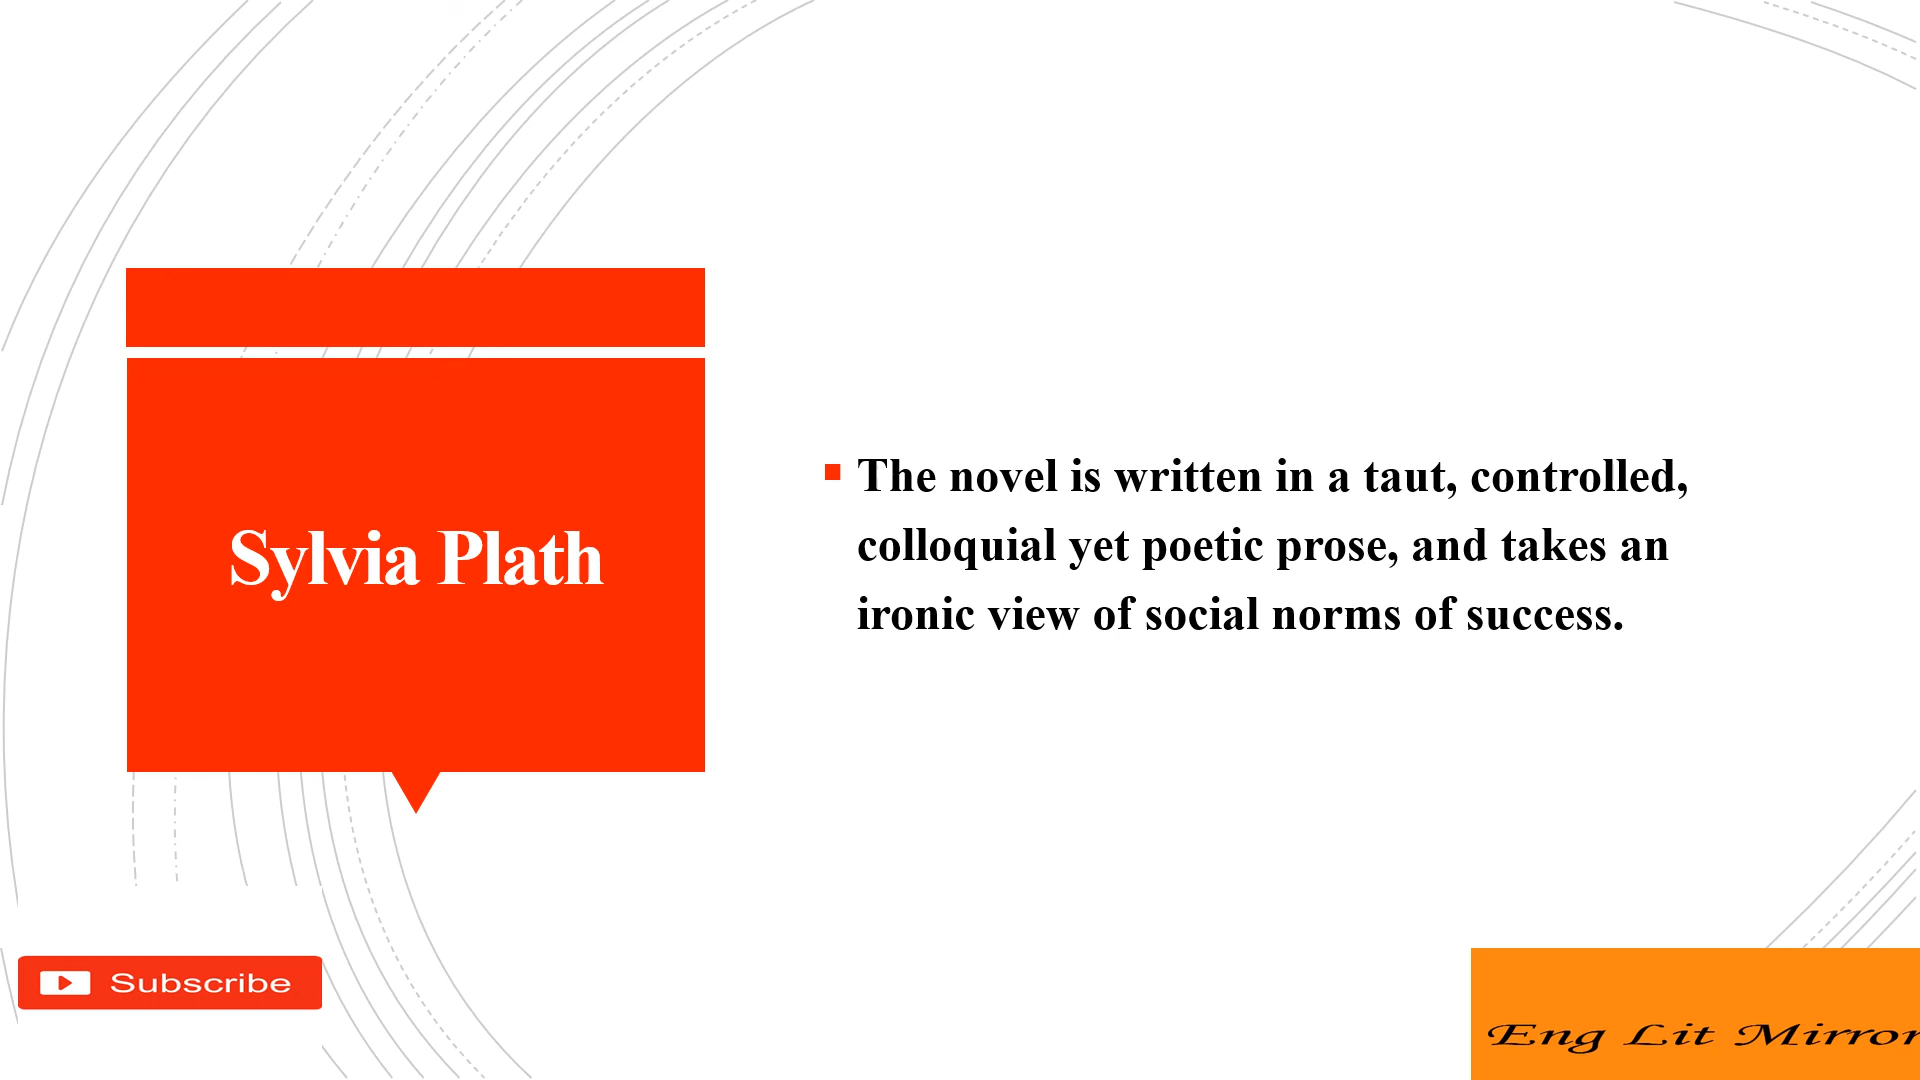 Sylvia Plath
The novel is written in a taut, controlled,
colloquial yet poetic prose, and takes an
ironic view of social norms of success.
Subscribe
Eng Lit Mirror